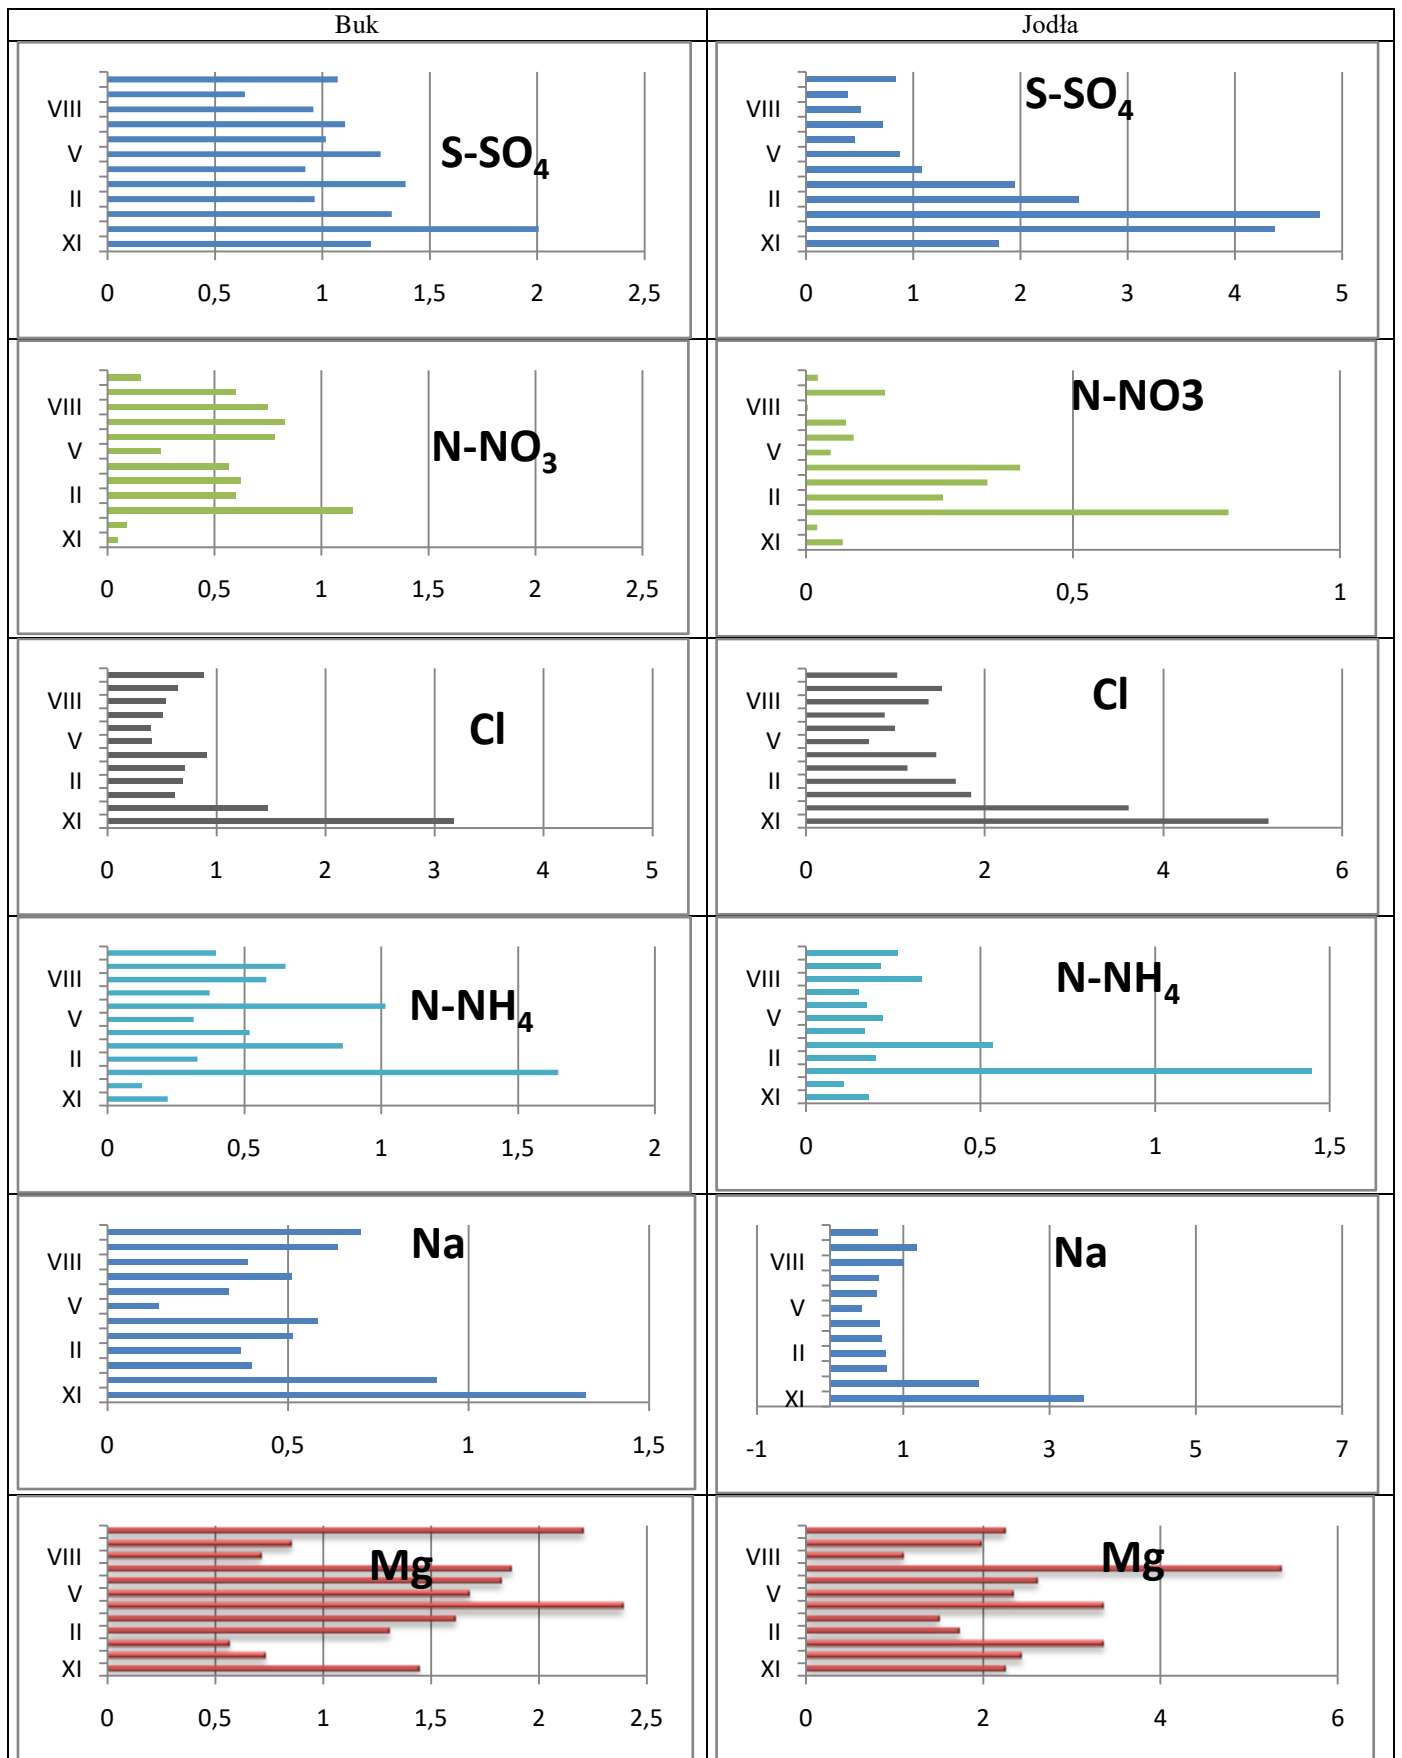 Buk
Jodła
S-SO4
VIII
V
II
XI
0 0,5 1 1,5 2 2,5
S-SO4
VIII
V
II
XI
0 1 2 3 4 5
N-NO3
VIII
V
II
XI
0 0,5 1 1,5 2 2,5
N-NO3
VIII
V
II
XI
0 0,5 1
Cl
VIII
V
II
XI
0 1 2 3 4 5
Cl
VIII
V
II
XI
0 2 4 6
N-NH4
VIII
V
II
XI
0 0,5 1 1,5 2
N-NH4
VIII
V
II
XI
0 0,5 1 1,5
Na
VIII
V
II
XI
0 0,5 1 1,5
Na
VIII
V
II
XI
-1 1 3 5 7
Mg
VIII
V
II
XI
0 0,5 1 1,5 2 2,5
Mg
VIII
V
II
XI
0 2 4 6